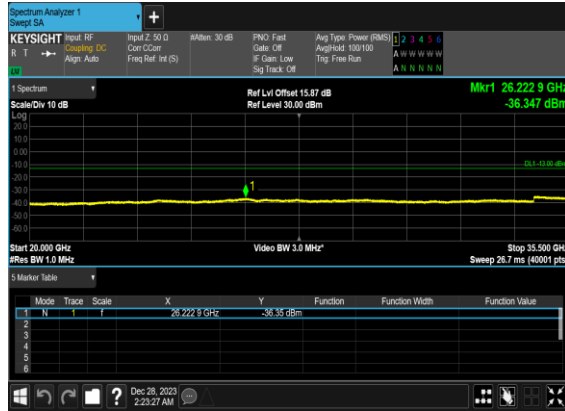 Spectrum Analyzer 1
Swept SA
KEYSIGHT Input: RF Input Z: 50 Ω #Atten: 30 dB PNO: Fast Avg Type: Power (RMS) 1 2 3 4 5 6
R T Coupling: DC Corr CCorr Gate: Off Avg|Hold: 100/100 A W W W W W
Align: Auto Freq Ref: Int (S) IF Gain: Low Trig: Free Run
Sig Track: Off A N N N N N
1 Spectrum Ref Lvl Offset 15.87 dB Mkr1 26.222 9 GHz
Scale/Div 10 dB Ref Level 30.00 dBm -36.347 dBm
Log
20.0
10.0
0.00
-10.0 DL1 -13.00 dBm
-20.0
-30.0 1
-40.0
-50.0
-60.0
Start 20.000 GHz Video BW 3.0 MHz* Stop 35.500 GHz
#Res BW 1.0 MHz Sweep 26.7 ms (40001 pts)
5 Marker Table
Mode Trace Scale X Y Function Function Width Function Value
1 N 1 f 26.222 9 GHz -36.35 dBm
2
3
4
5
6
? Dec 28, 2023
2:23:27 AM